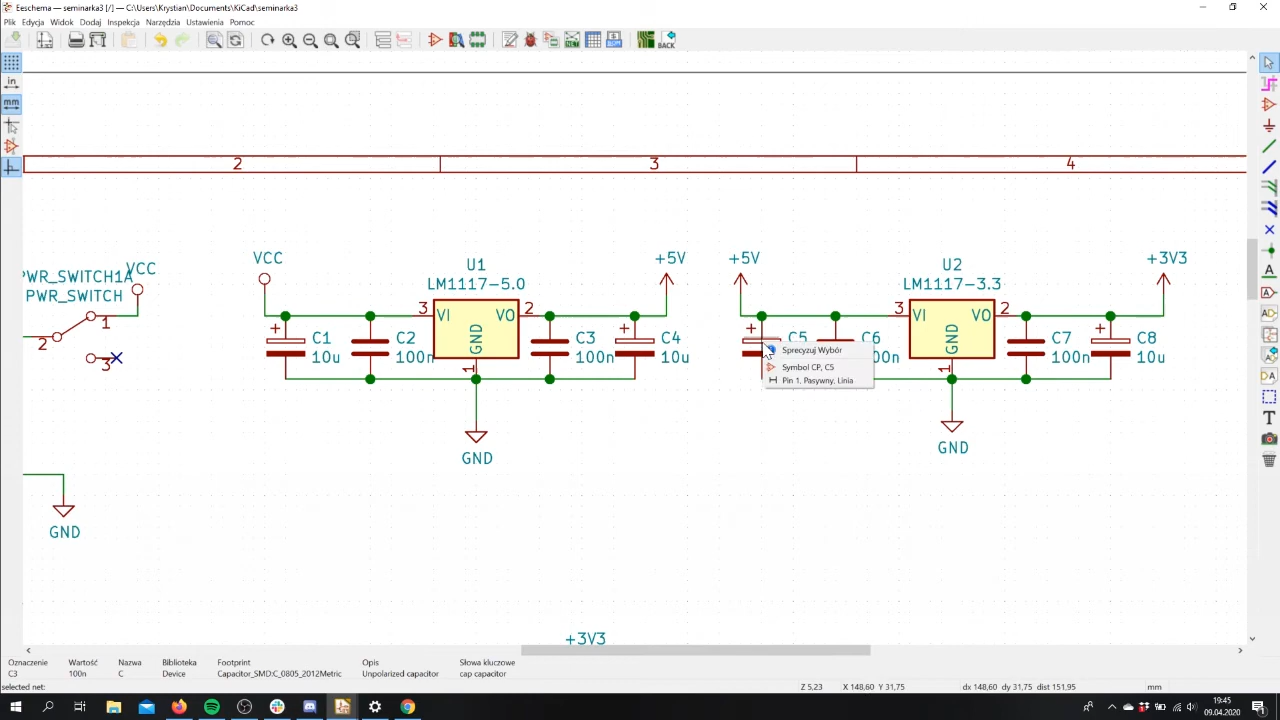 Eeschema — seminarka3 [/] — C:\Users\Krystian\Documents\KiCad\seminarka3
Plik Edycja Widok Dodaj Inspekcja Narzędzia Ustawienia Pomoc
BOM
BACK
in
mm
2 3 4
PWR_SWITCH1A
PWR_SWITCH
VCC
1
2
3
GND
VCC
U1
LM1117-5.0
+5V
3 VI VO 2
GND
1
+ C1
10u
C2
100n
C3
100n
+ C4
10u
GND
+5V
U2
LM1117-3.3
+3V3
3 VI VO 2
GND
1
+ C5
C6
00n
C7
100n
+ C8
10u
GND
Sprecyzuj Wybór
Symbol CP, C5
Pin 1, Pasywny, Linia
+3V3
Oznaczenie Wartość Nazwa Biblioteka Footprint Opis Słowa kluczowe
C3 100n C Device Capacitor_SMD:C_0805_2012Metric Unpolarized capacitor cap capacitor
selected net: Z 5,23 X 148,60 Y 31,75 dx 148,60 dy 31,75 dist 151,95 mm
19:45
09.04.2020